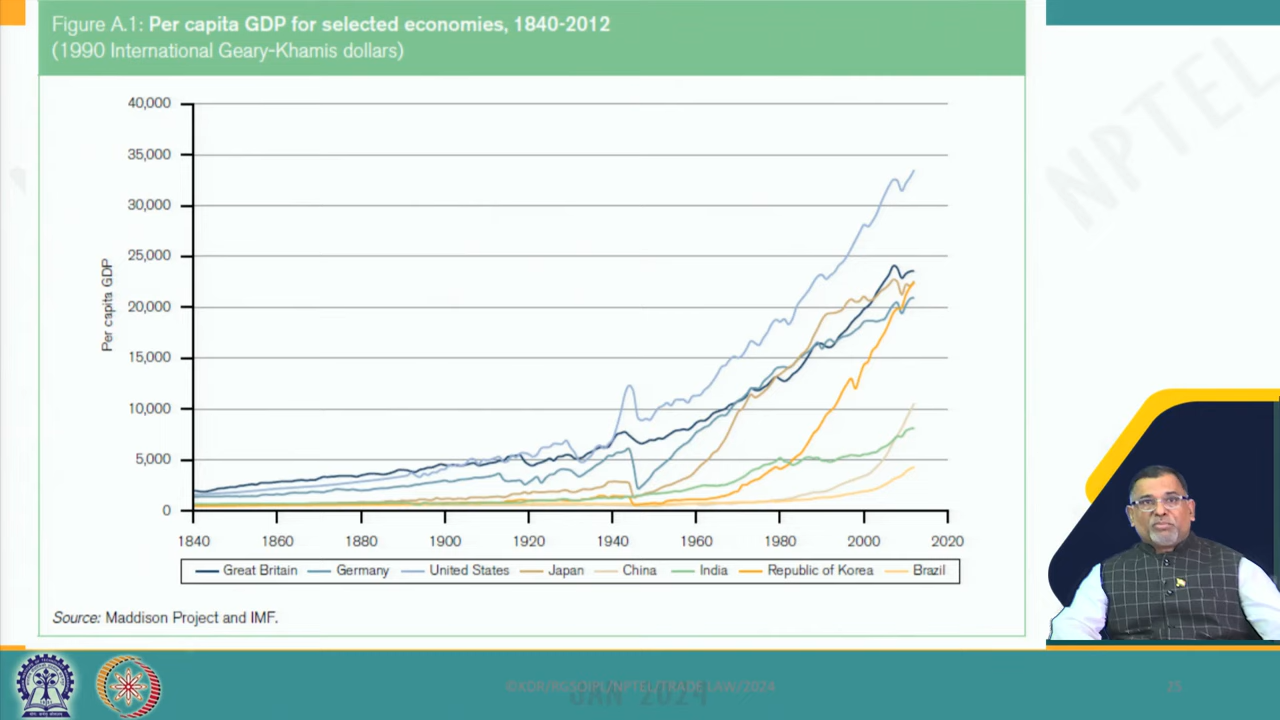 Figure A.1: Per capita GDP for selected economies, 1840-2012
(1990 International Geary-Khamis dollars)
40,000
35,000
30,000
25,000
20,000
15,000
10,000
5,000
0
Per capita GDP
1840 1860 1880 1900 1920 1940 1960 1980 2000 2020
Great Britain Germany United States Japan China India Republic of Korea Brazil
Source: Maddison Project and IMF.
NPTEL
©KDR/RGSOIPL/NPTEL/TRADE LAW/2024
JAN 2024
25